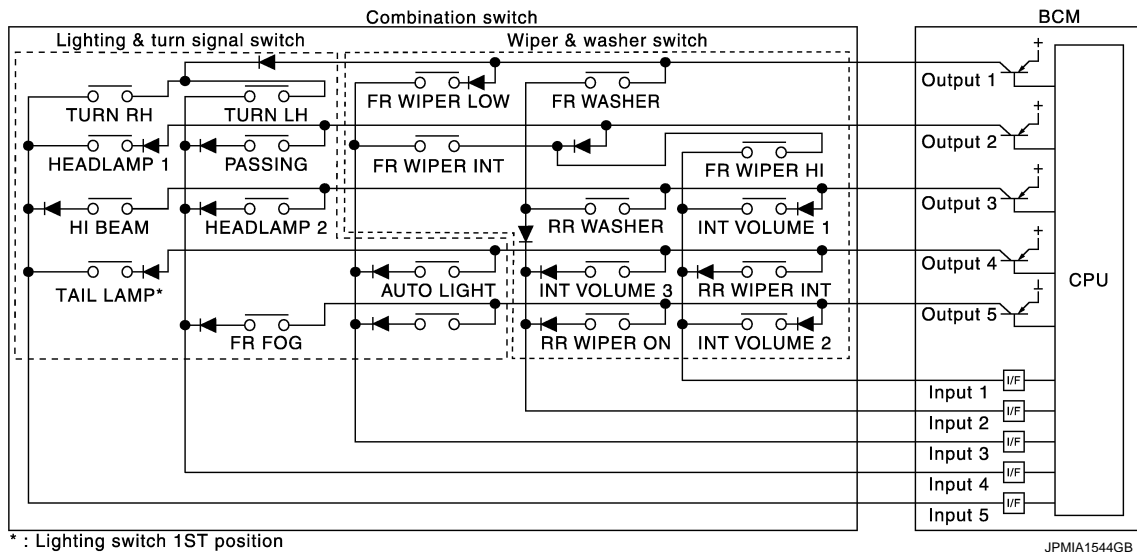 Combination switch
BCM
Lighting & turn signal switch
Wiper & washer switch
TURN RH
TURN LH
FR WIPER LOW
FR WASHER
Output 1
HEADLAMP 1
PASSING
FR WIPER INT
FR WIPER HI
Output 2
HI BEAM
HEADLAMP 2
RR WASHER
INT VOLUME 1
Output 3
TAIL LAMP*
AUTO LIGHT
INT VOLUME 3
RR WIPER INT
Output 4
CPU
FR FOG
RR WIPER ON
INT VOLUME 2
Output 5
+
+
+
+
+
Input 1
I/F
Input 2
I/F
Input 3
I/F
Input 4
I/F
Input 5
I/F
* : Lighting switch 1ST position
JPMIA1544GB